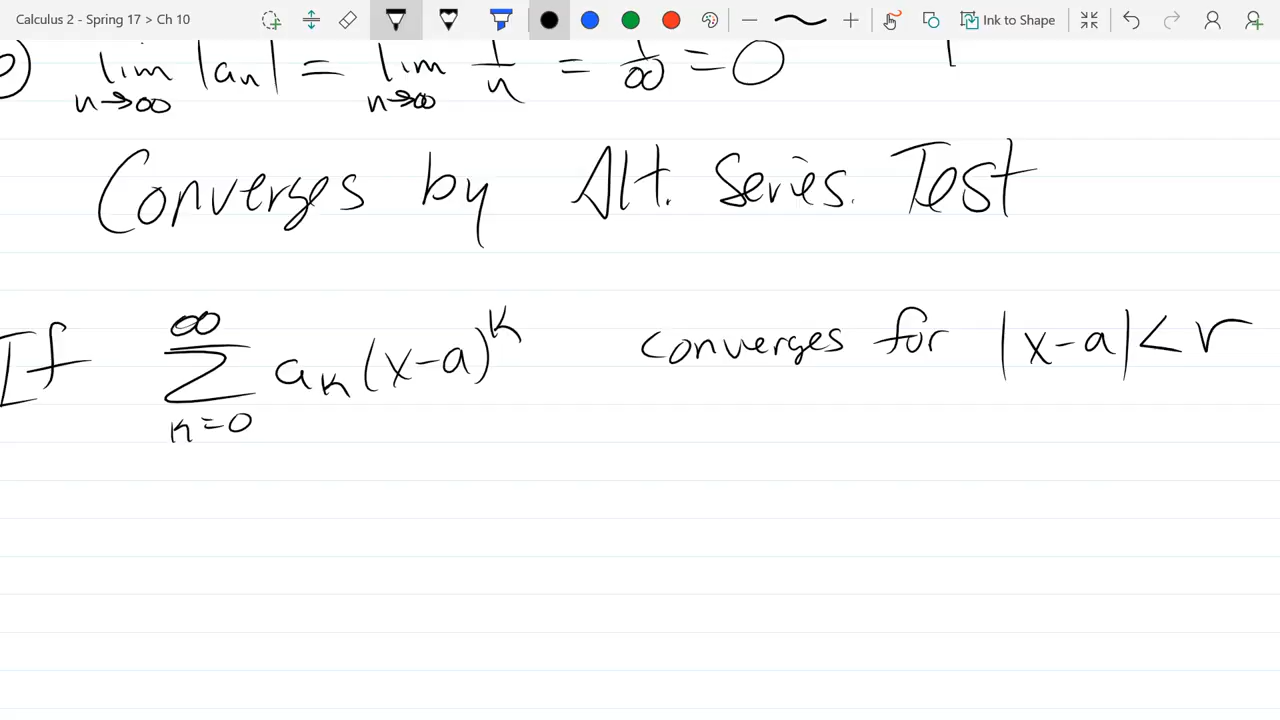 Calculus 2 - Spring 17 > Ch 10
Ink to Shape
lim |aₙ| = lim 1/n = 1/∞ = 0
n→∞ n→∞
Converges by Alt. Series. Test
If ∞ Σ k=0 aₖ(x-a)ᵏ converges for |x-a| < r